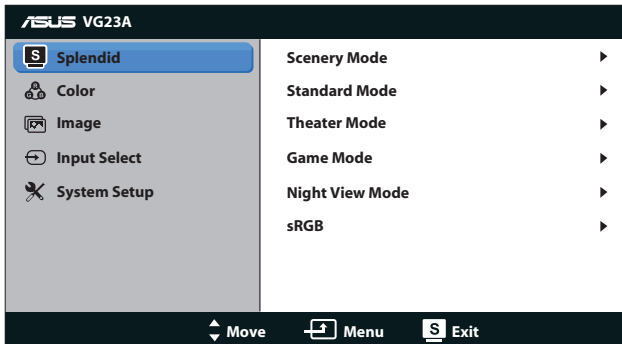 ASUS VG23A
S Splendid
Color
Image
Input Select
System Setup
Scenery Mode
Standard Mode
Theater Mode
Game Mode
Night View Mode
sRGB
Move Menu S Exit